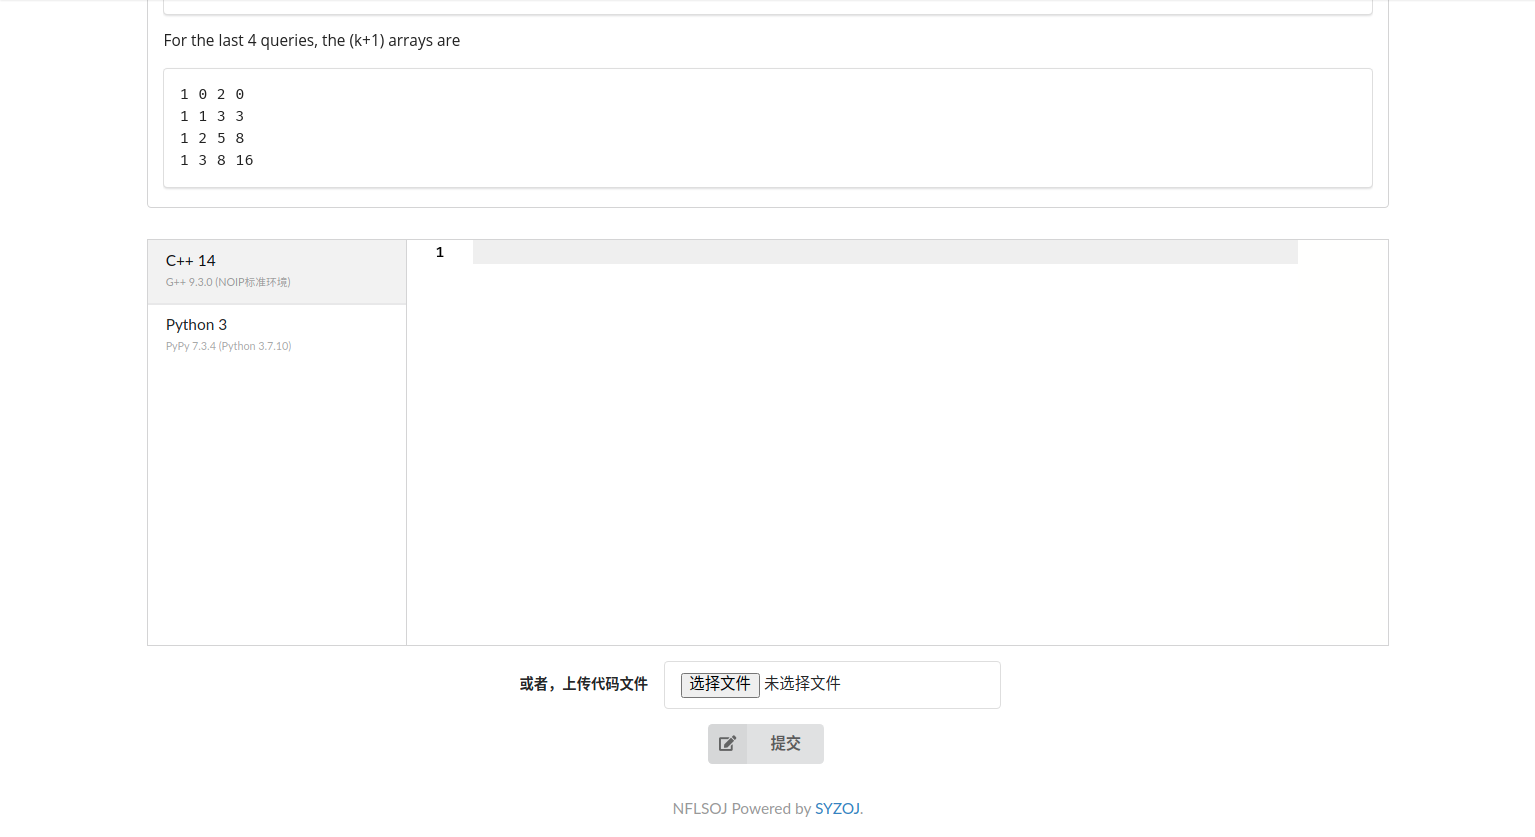 For the last 4 queries, the (k+1) arrays are
1 0 2 0
1 1 3 3
1 2 5 8
1 3 8 16
C++ 14
G++ 9.3.0 (NOIP标准环境)
1
Python 3
PyPy 7.3.4 (Python 3.7.10)
或者，上传代码文件
选择文件 未选择文件
提交
NFLSOJ Powered by SYZOJ.